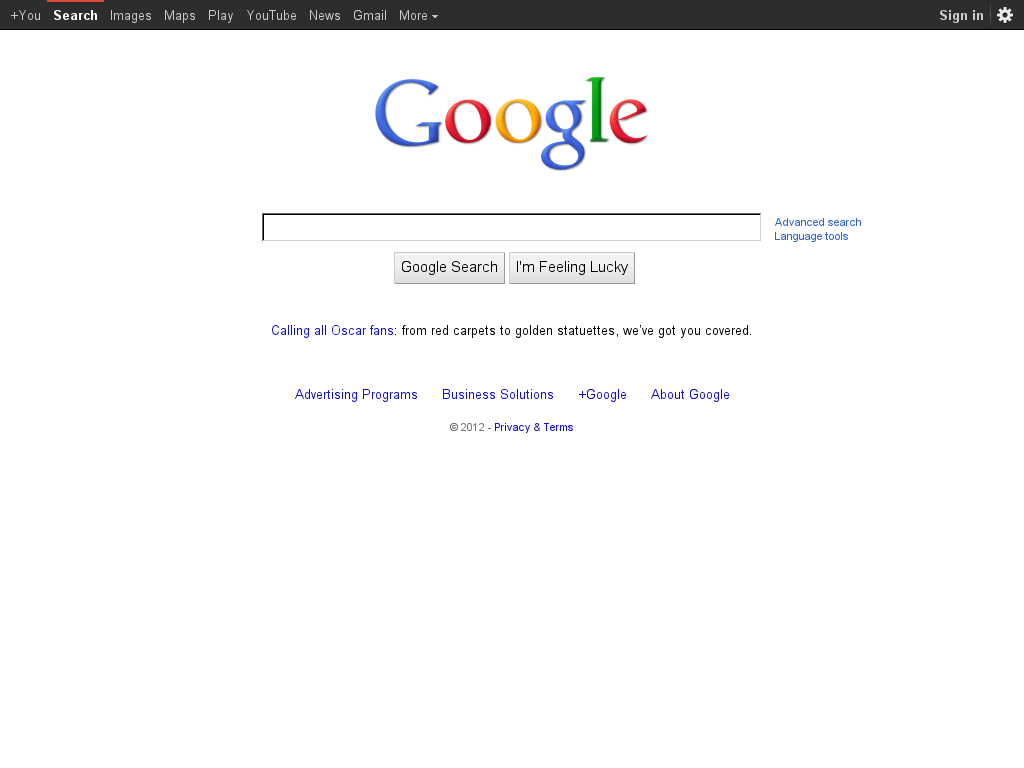 +You Search Images Maps Play YouTube News Gmail More Sign in
Google
Advanced search
Language tools
Google Search I'm Feeling Lucky
Calling all Oscar fans: from red carpets to golden statuettes, we've got you covered.
Advertising Programs Business Solutions +Google About Google
© 2012 - Privacy & Terms